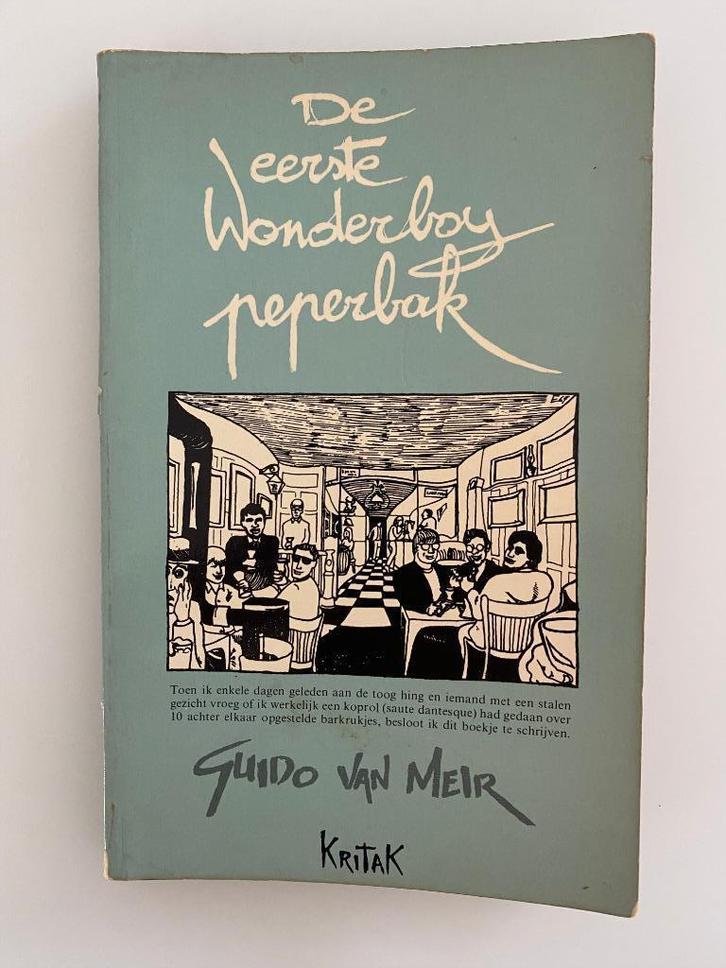 De
eerste
Wonderboy
peperbak
Toen ik enkele dagen geleden aan de toog hing en iemand met een stalen
gezicht vroeg of ik werkelijk een koprol (saute dantesque) had gedaan over
10 achter elkaar opgestelde barkrukjes, besloot ik dit boekje te schrijven.
GUIDO VAN MEIR
KRITAK